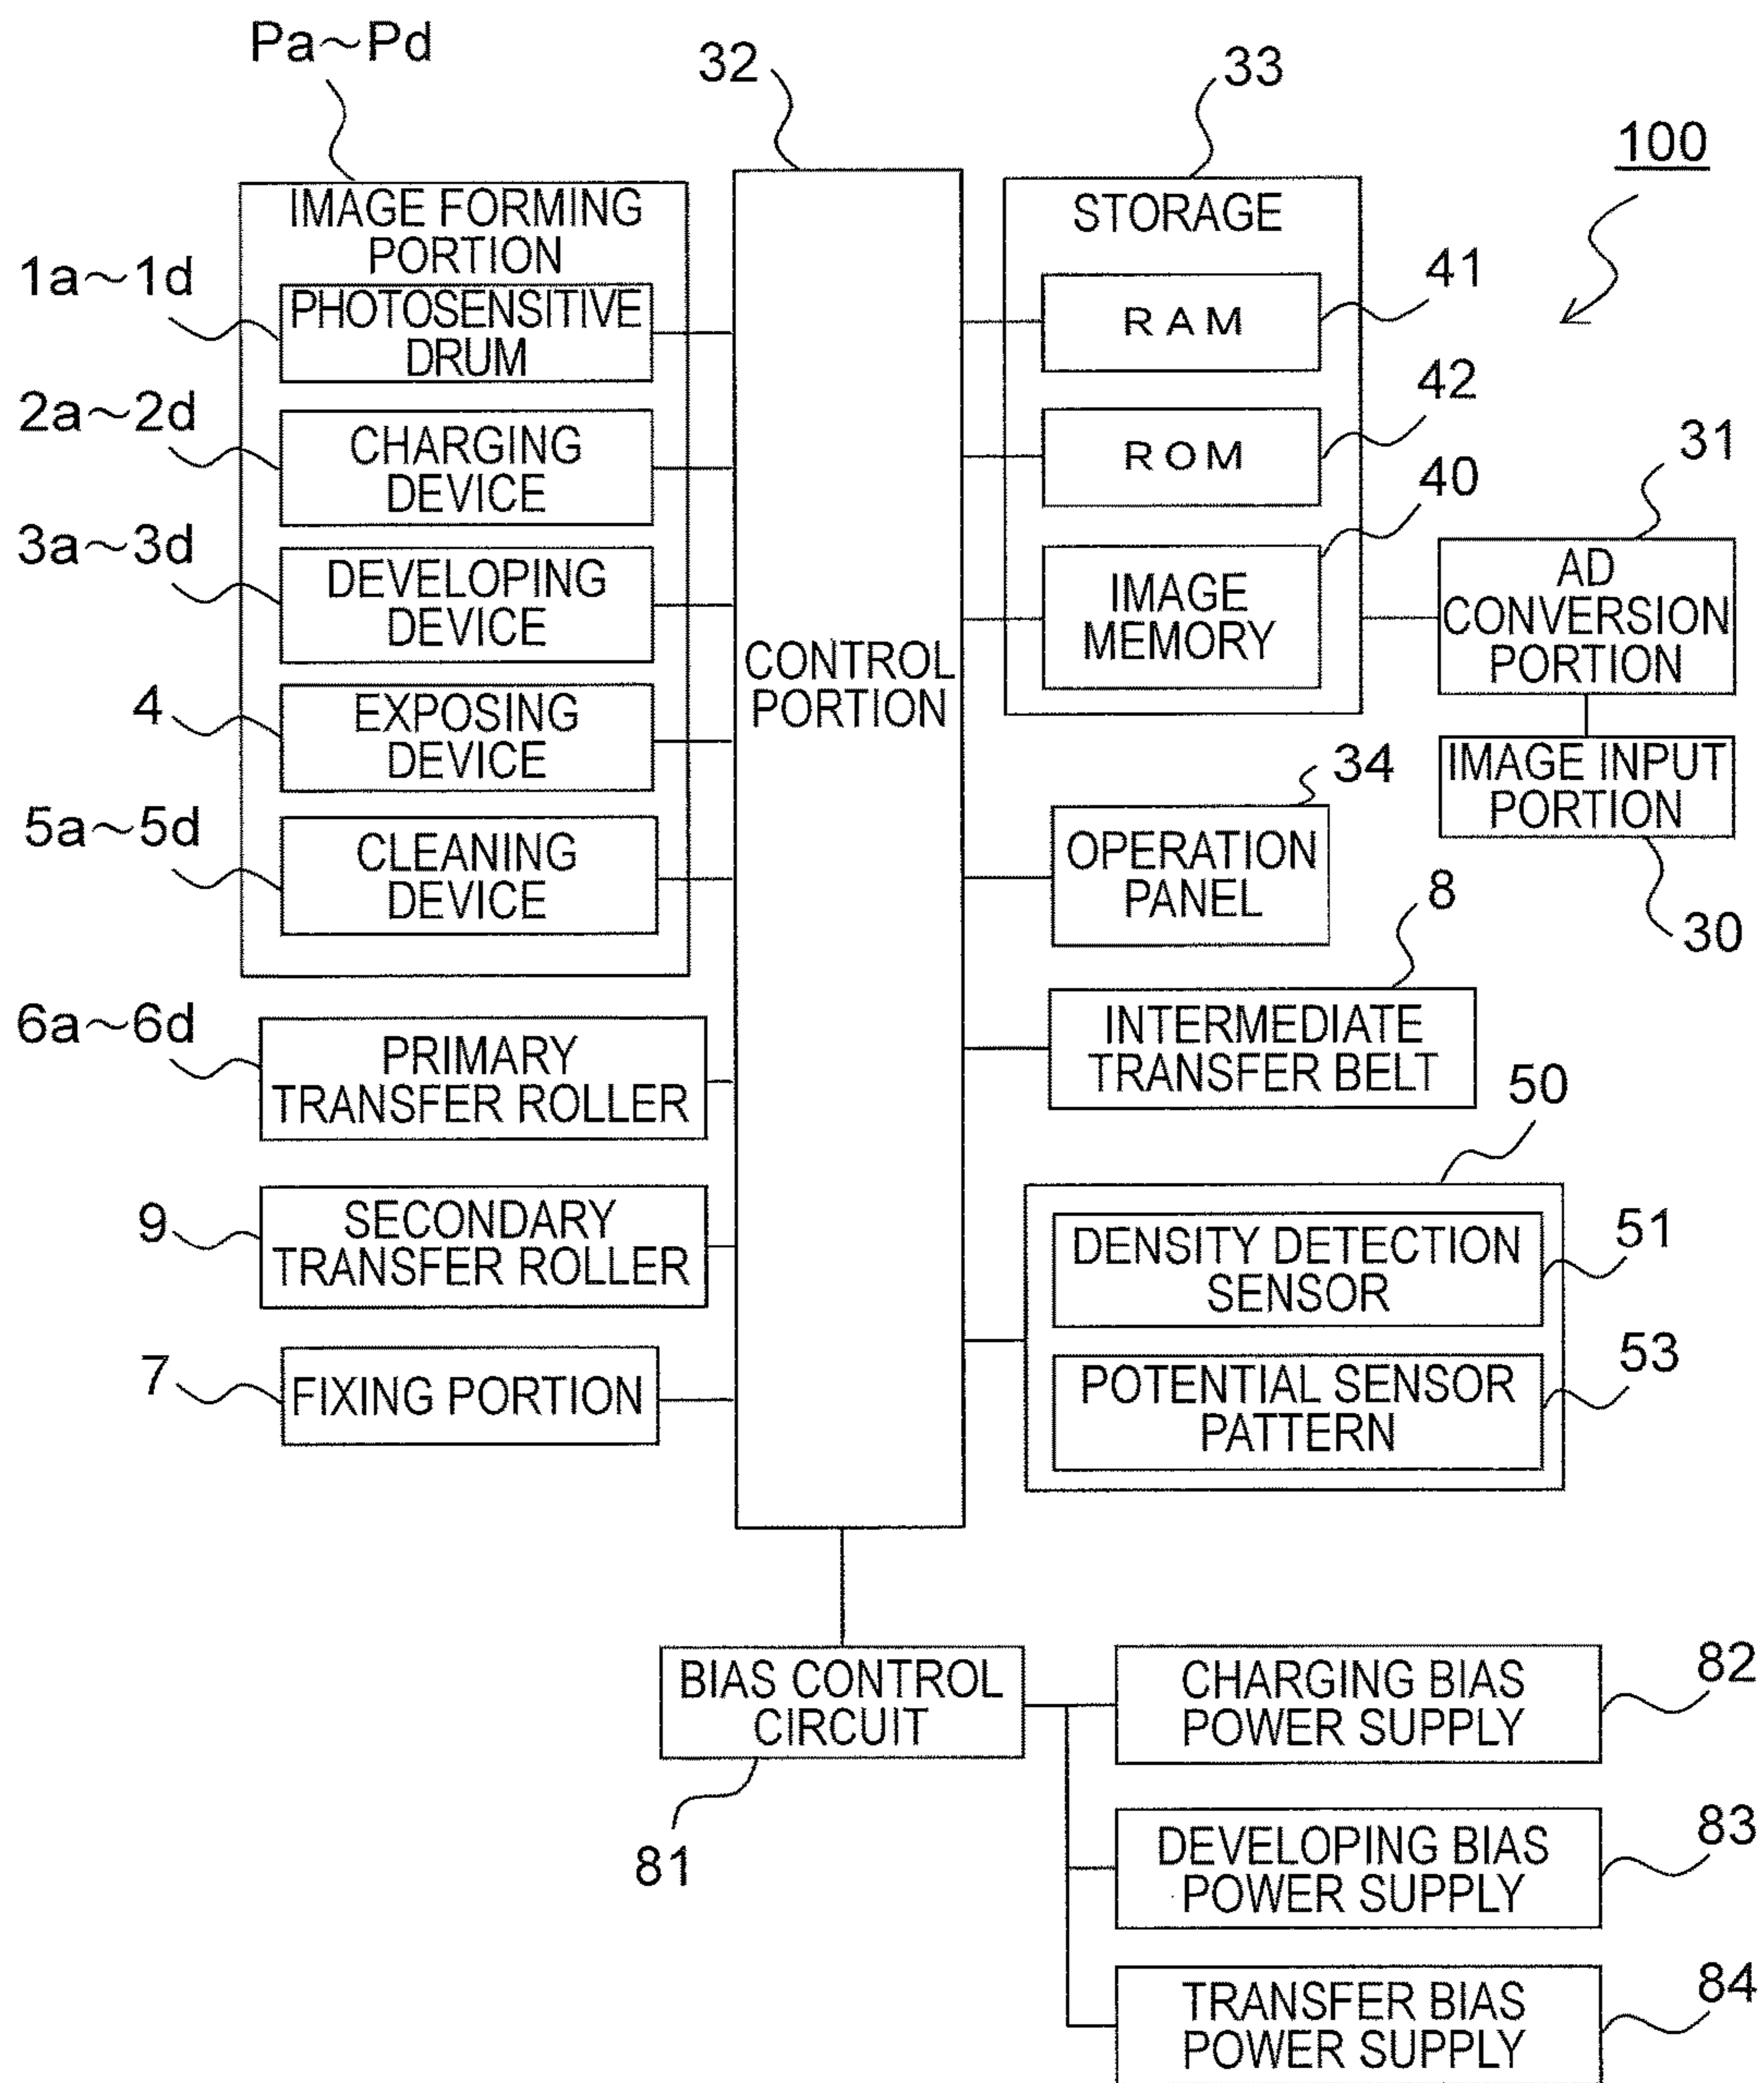 Pa~Pd
32
33
100
IMAGE FORMING
PORTION
1a~1d
PHOTOSENSITIVE
DRUM
2a~2d
CHARGING
DEVICE
3a~3d
DEVELOPING
DEVICE
4
EXPOSING
DEVICE
5a~5d
CLEANING
DEVICE
6a~6d
PRIMARY
TRANSFER ROLLER
9
SECONDARY
TRANSFER ROLLER
7
FIXING PORTION
CONTROL
PORTION
STORAGE
RAM
41
ROM
42
IMAGE
MEMORY
40
31
AD
CONVERSION
PORTION
IMAGE INPUT
PORTION
30
34
OPERATION
PANEL
8
INTERMEDIATE
TRANSFER BELT
50
DENSITY DETECTION
SENSOR
51
POTENTIAL SENSOR
PATTERN
53
BIAS CONTROL
CIRCUIT
81
CHARGING BIAS
POWER SUPPLY
82
DEVELOPING BIAS
POWER SUPPLY
83
TRANSFER BIAS
POWER SUPPLY
84